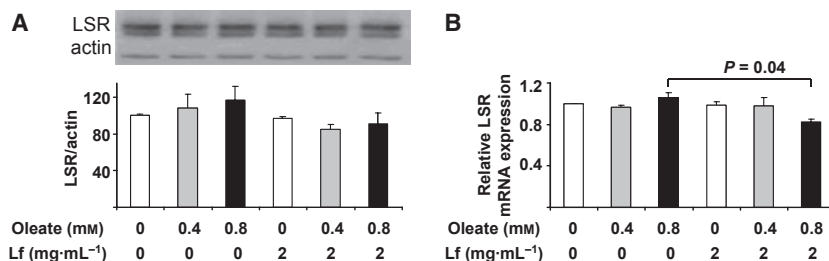 A
LSR
actin
LSR/actin
120
80
40
Oleate (mM) 0 0.4 0.8 0 0.4 0.8
Lf (mg·mL⁻¹) 0 0 0 2 2 2
B
P = 0.04
Relative LSR
mRNA expression
1.2
0.8
0.4
Oleate (mM) 0 0.4 0.8 0 0.4 0.8
Lf (mg·mL⁻¹) 0 0 0 2 2 2